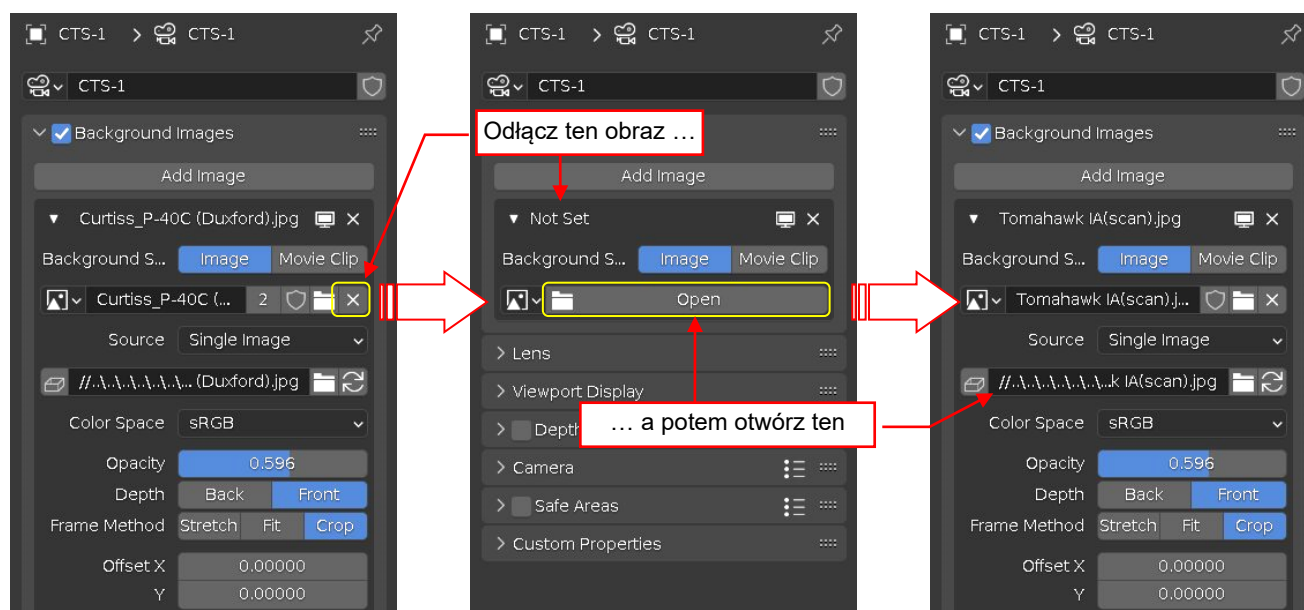 CTS-1 > CTS-1
CTS-1
Background Images
Add Image
Curtiss_P-40C (Duxford).jpg
Background S... Image Movie Clip
Curtiss_P-40C (... 2
Source Single Image
//..\..\..\..\..\..\... (Duxford).jpg
Color Space sRGB
Opacity 0.596
Depth Back Front
Frame Method Stretch Fit Crop
Offset X 0.00000
Y 0.00000
CTS-1 > CTS-1
CTS-1
Odłącz ten obraz …
Add Image
Not Set
Background S... Image Movie Clip
Open
Lens
Viewport Display
Depth
… a potem otwórz ten
Camera
Safe Areas
Custom Properties
CTS-1 > CTS-1
CTS-1
Background Images
Add Image
Tomahawk IA(scan).jpg
Background S... Image Movie Clip
Tomahawk IA(scan).j...
Source Single Image
//..\..\..\..\..\..\...k IA(scan).jpg
Color Space sRGB
Opacity 0.596
Depth Back Front
Frame Method Stretch Fit Crop
Offset X 0.00000
Y 0.00000